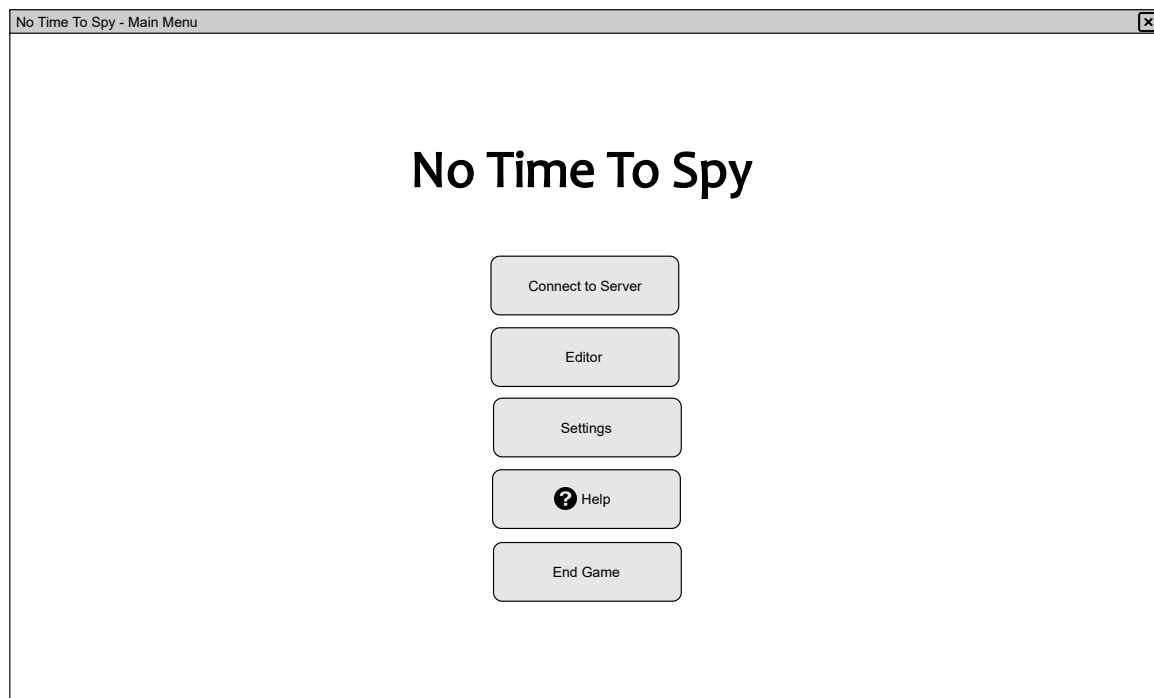 No Time To Spy - Main Menu
No Time To Spy
Connect to Server
Editor
Settings
? Help
End Game